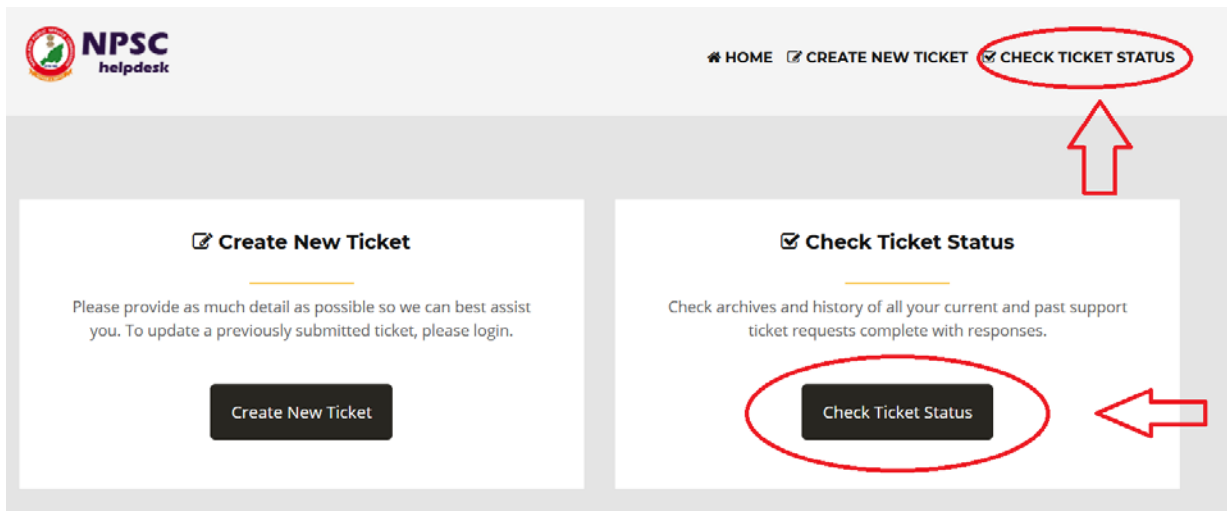 NPSC
helpdesk
HOME CREATE NEW TICKET CHECK TICKET STATUS
Create New Ticket
Please provide as much detail as possible so we can best assist
you. To update a previously submitted ticket, please login.
Create New Ticket
Check Ticket Status
Check archives and history of all your current and past support
ticket requests complete with responses.
Check Ticket Status